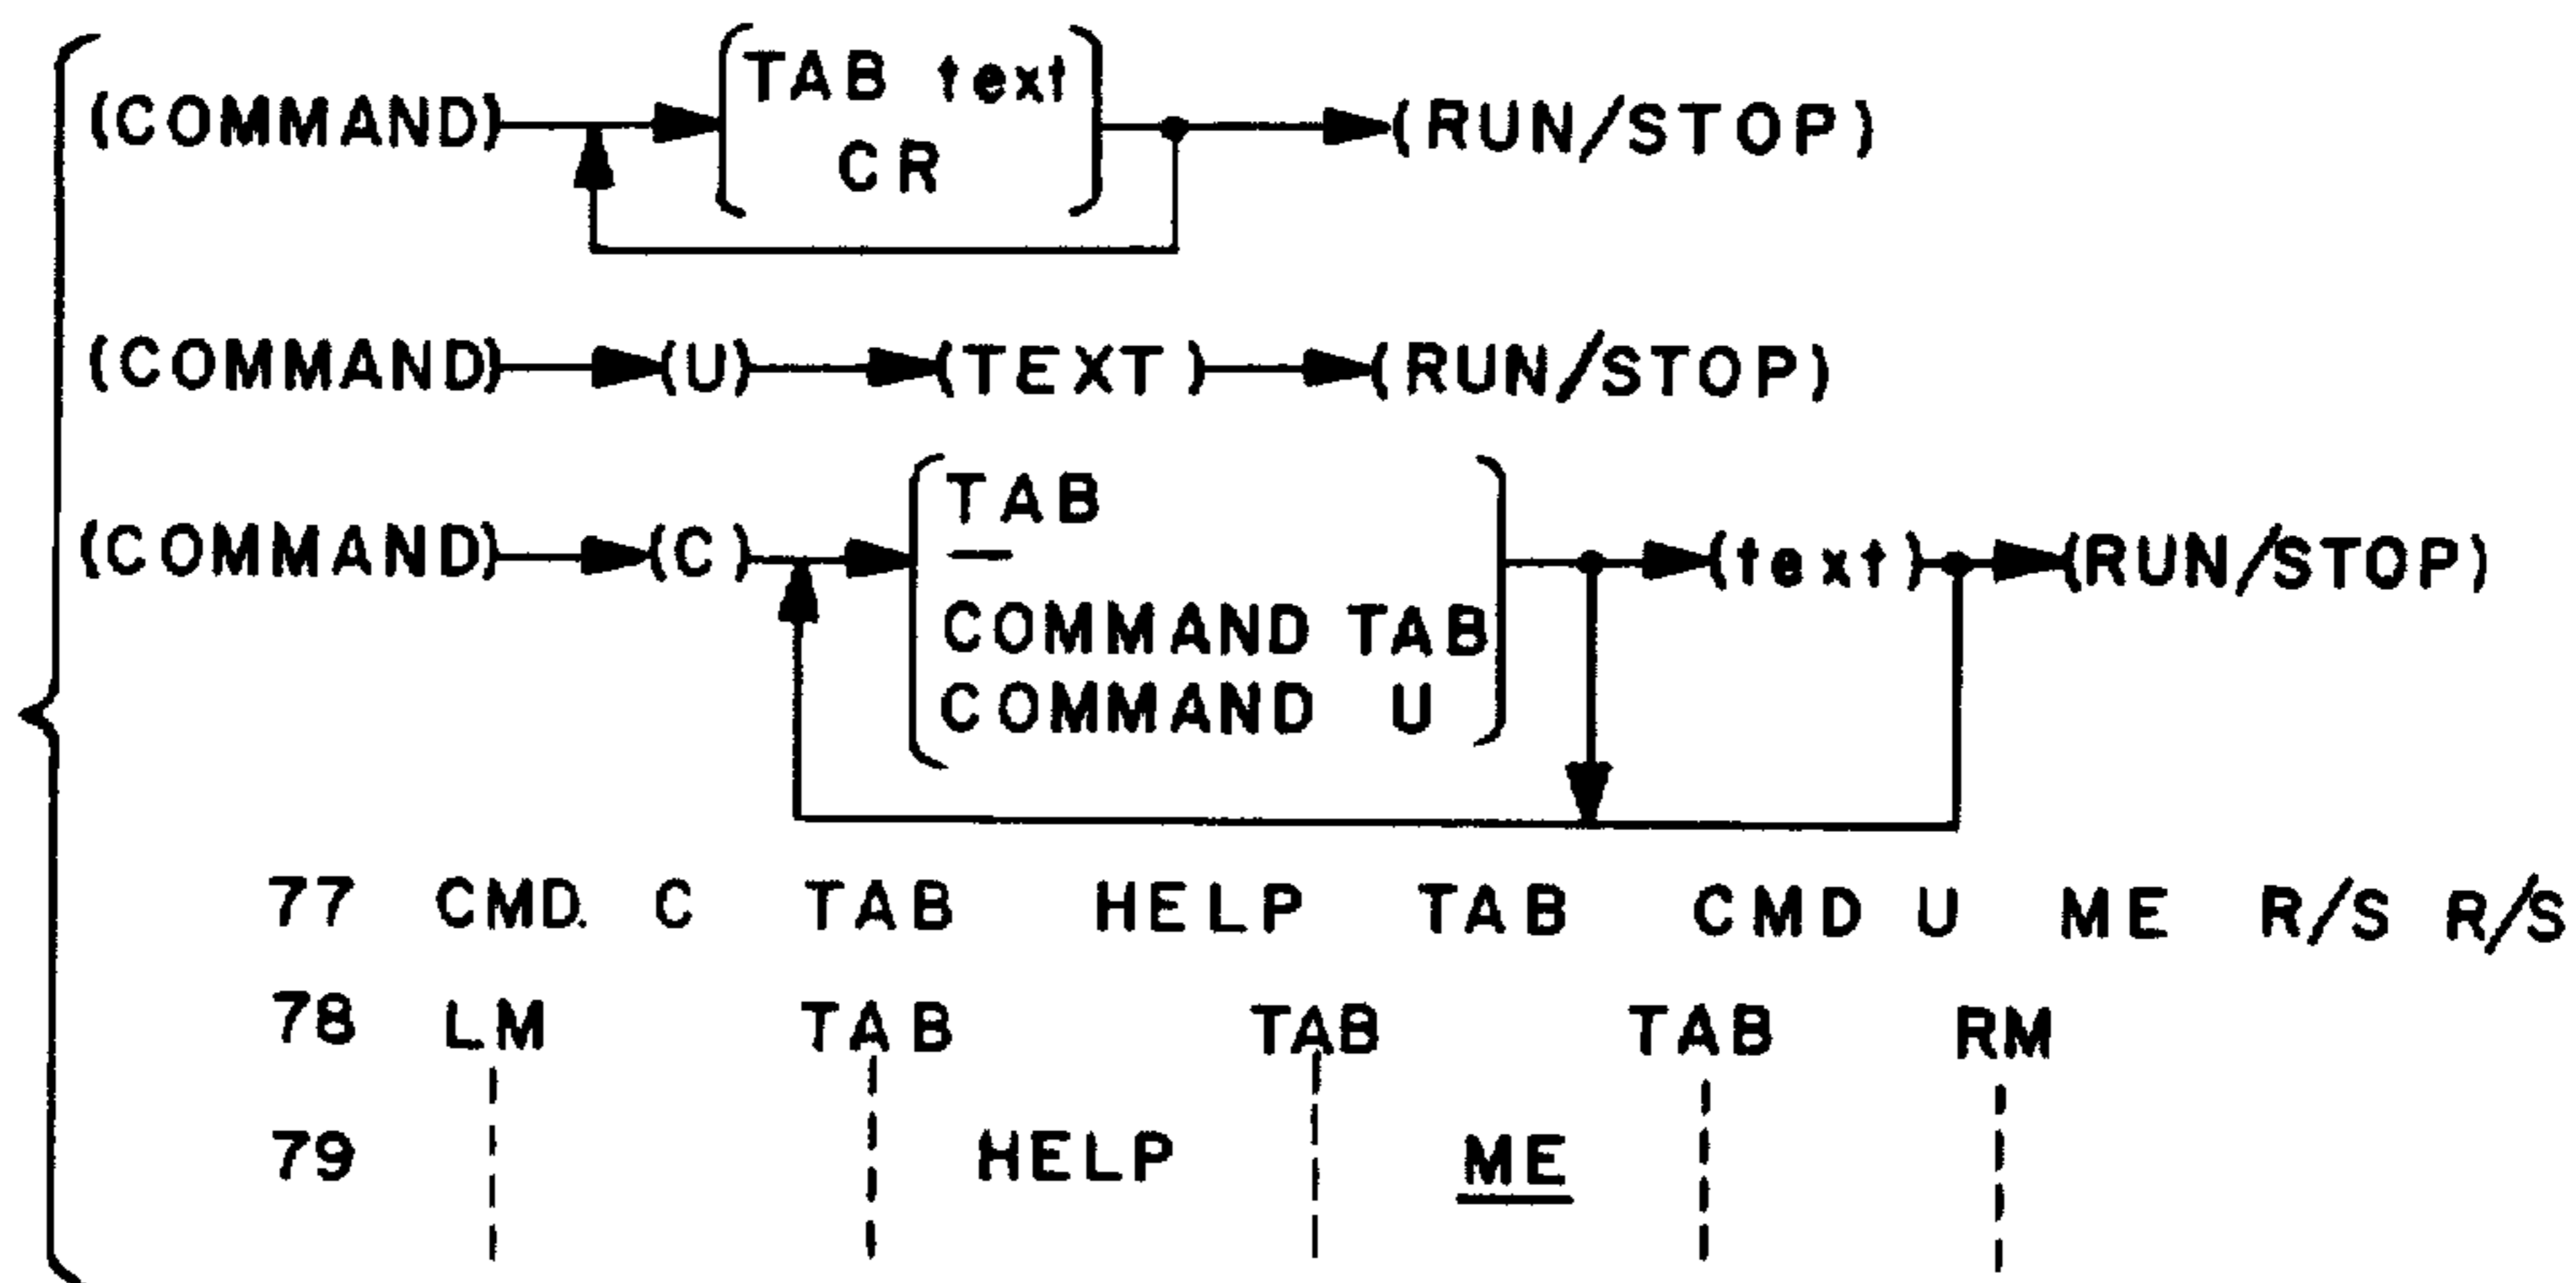 TAB text
(COMMAND) (RUN/STOP)
CR
(COMMAND) (U) (TEXT) (RUN/STOP)
TAB
(COMMAND) (C) (text) (RUN/STOP)
COMMAND TAB
COMMAND U
77 CMD. C TAB HELP TAB CMD U ME R/S R/S
78 LM TAB TAB TAB RM
79 HELP ME